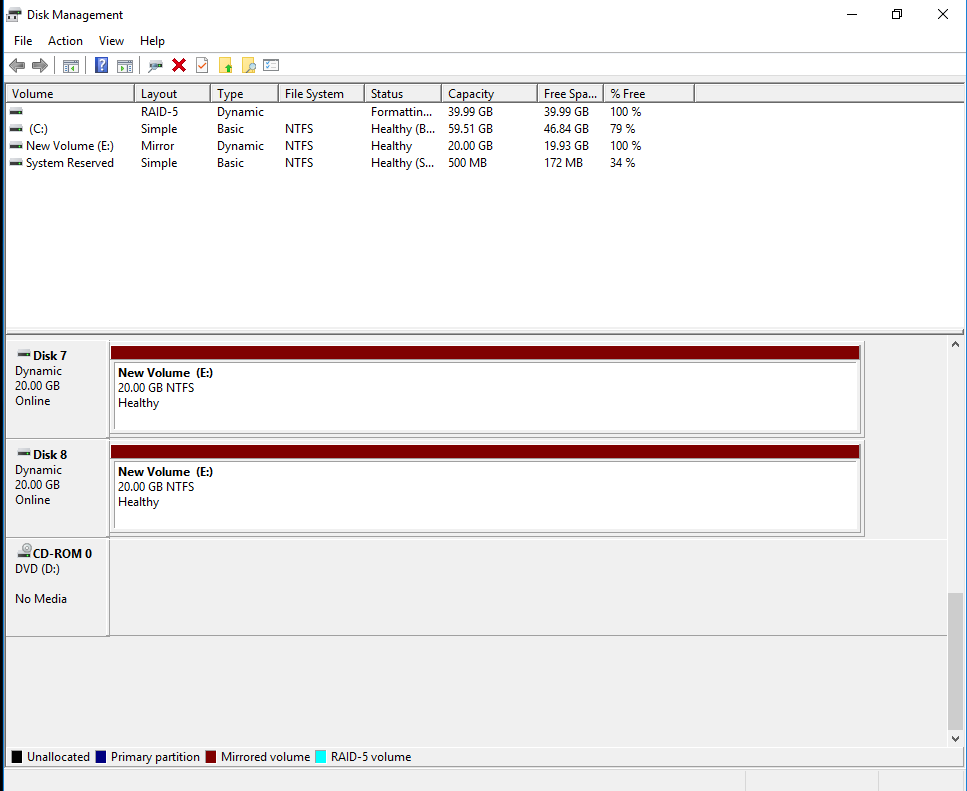 Disk Management
File Action View Help
Volume Layout Type File System Status Capacity Free Spa... % Free
RAID-5 Dynamic Formattin... 39.99 GB 39.99 GB 100 %
(C:) Simple Basic NTFS Healthy (B... 59.51 GB 46.84 GB 79 %
New Volume (E:) Mirror Dynamic NTFS Healthy 20.00 GB 19.93 GB 100 %
System Reserved Simple Basic NTFS Healthy (S... 500 MB 172 MB 34 %
Disk 7
Dynamic
20.00 GB
Online
New Volume (E:)
20.00 GB NTFS
Healthy
Disk 8
Dynamic
20.00 GB
Online
New Volume (E:)
20.00 GB NTFS
Healthy
CD-ROM 0
DVD (D:)
No Media
Unallocated Primary partition Mirrored volume RAID-5 volume